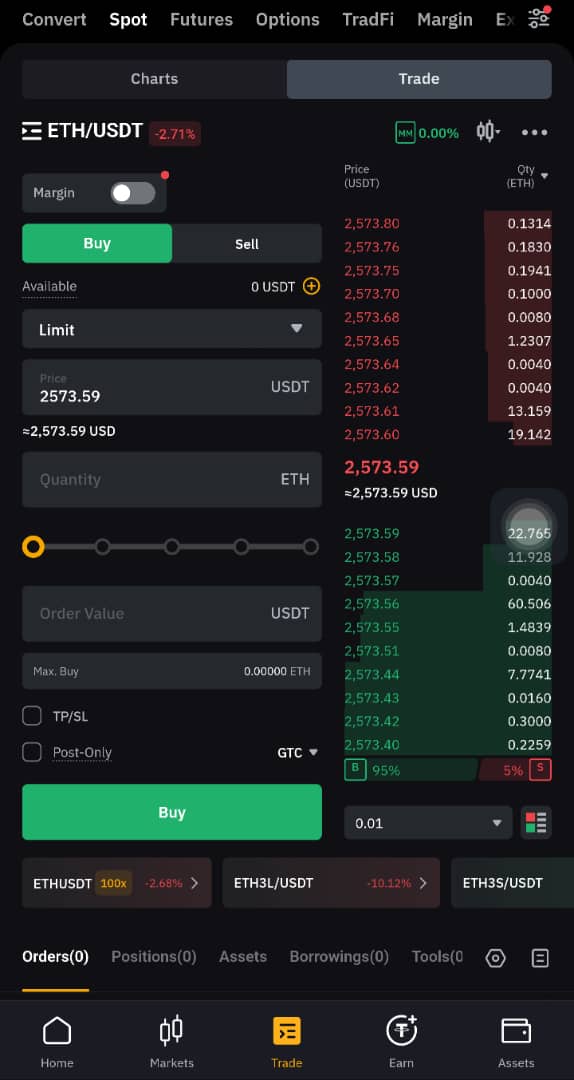 Convert Spot Futures Options TradFi Margin Ex
Charts Trade
ETH/USDT -2.71% MM 0.00%
Margin
Buy Sell
Available 0 USDT
Limit
Price
2573.59 USDT
≈2,573.59 USD
Quantity ETH
Order Value USDT
Max. Buy 0.00000 ETH
TP/SL
Post-Only GTC
Buy
Price Qty
(USDT) (ETH)
2,573.80 0.1314
2,573.76 0.1830
2,573.75 0.1941
2,573.70 0.1000
2,573.68 0.0080
2,573.65 1.2307
2,573.64 0.0040
2,573.62 0.0040
2,573.61 13.159
2,573.60 19.142
2,573.59
≈2,573.59 USD
2,573.59 22.765
2,573.58 11.928
2,573.57 0.0040
2,573.56 60.506
2,573.55 1.4839
2,573.51 0.0080
2,573.44 7.7741
2,573.43 0.0160
2,573.42 0.3000
2,573.40 0.2259
B 95% 5% S
0.01
ETHUSDT 100x -2.68% ETH3L/USDT -10.12% ETH3S/USDT
Orders(0) Positions(0) Assets Borrowings(0) Tools(0
Home Markets Trade Earn Assets